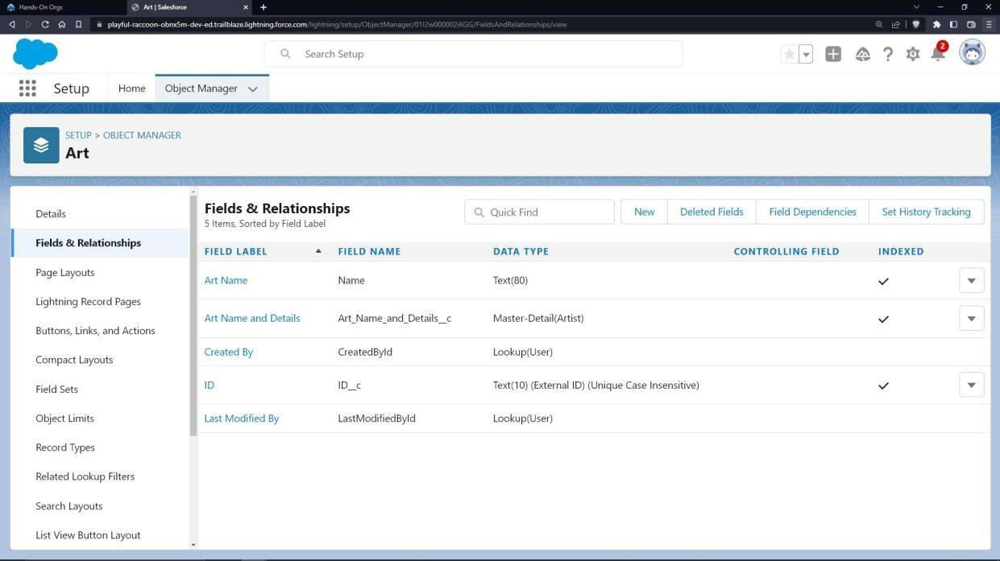 Hands-On Orgs
Art | Salesforce
playful-raccoon-obnx5m-dev-ed.trailblaze.lightning.force.com/lightning/setup/ObjectManager/01I2w000002iKGG/FieldsAndRelationships/view
Search Setup
2
Setup
Home
Object Manager
SETUP > OBJECT MANAGER
Art
Details
Fields & Relationships
Page Layouts
Lightning Record Pages
Buttons, Links, and Actions
Compact Layouts
Field Sets
Object Limits
Record Types
Related Lookup Filters
Search Layouts
List View Button Layout
Fields & Relationships
5 Items, Sorted by Field Label
Quick Find
New
Deleted Fields
Field Dependencies
Set History Tracking
FIELD LABEL FIELD NAME DATA TYPE CONTROLLING FIELD INDEXED
Art Name Name Text(80)
Art Name and Details Art_Name_and_Details__c Master-Detail(Artist)
Created By CreatedById Lookup(User)
ID ID__c Text(10) (External ID) (Unique Case Insensitive)
Last Modified By LastModifiedById Lookup(User)